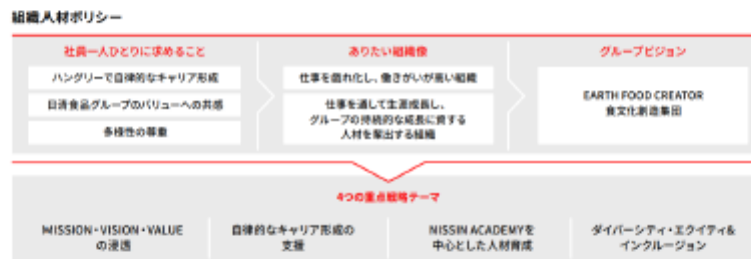 組織人材ポリシー
社員一人ひとりに求めること
ハングリーで自律的なキャリア形成
日清食品グループのバリューへの共感
多様性の尊重
ありたい組織像
仕事を戯れ化し、働きがいが高い組織
仕事を通して生涯成長し、
グループの持続的な成長に資する
人材を輩出する組織
グループビジョン
EARTH FOOD CREATOR
食文化創造集団
4つの重点戦略テーマ
MISSION・VISION・VALUE
の浸透
自律的なキャリア形成の
支援
NISSIN ACADEMYを
中心とした人材育成
ダイバーシティ・エクイティ&
インクルージョン